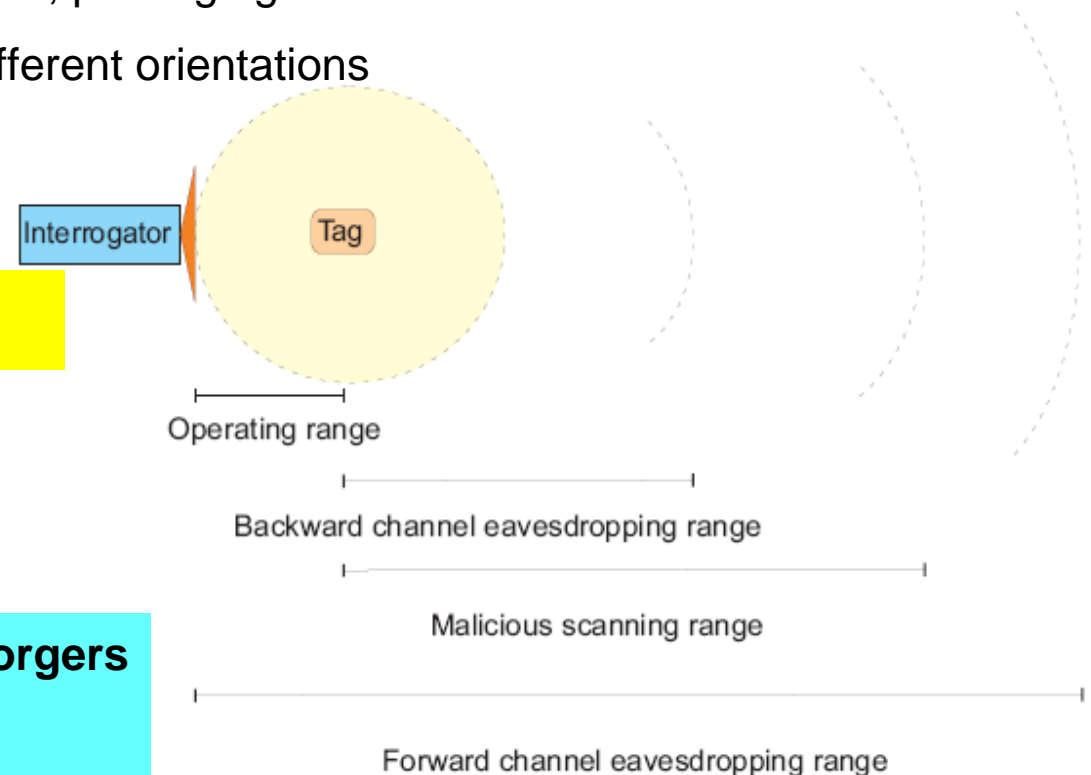 fferent orientations
Interrogator
Tag
Operating range
Backward channel eavesdropping range
Malicious scanning range
orgers
Forward channel eavesdropping range